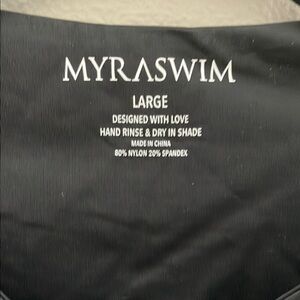 MYRASWIM
LARGE
DESIGNED WITH LOVE
HAND RINSE & DRY IN SHADE
MADE IN CHINA
80% NYLON 20% SPANDEX